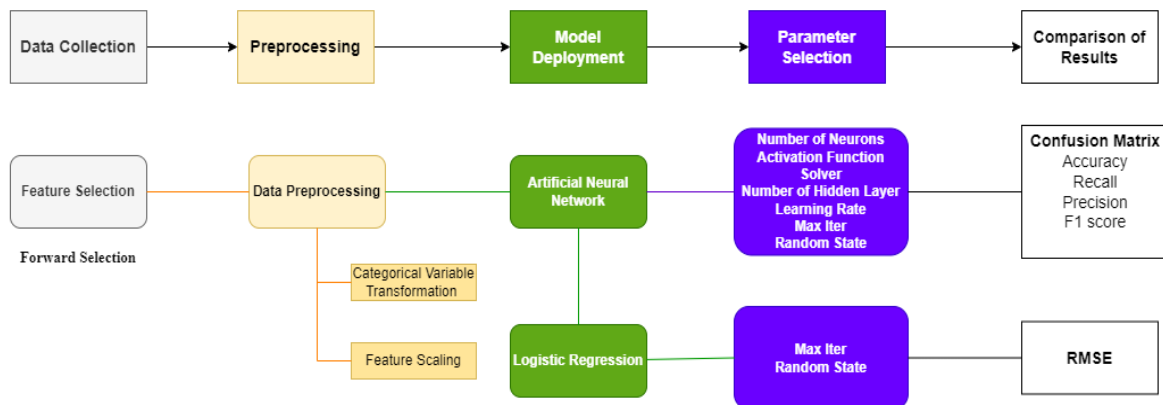 Data Collection
Preprocessing
Model
Deployment
Parameter
Selection
Comparison of
Results
Feature Selection
Forward Selection
Data Preprocessing
Categorical Variable
Transformation
Feature Scaling
Artificial Neural
Network
Logistic Regression
Number of Neurons
Activation Function
Solver
Number of Hidden Layer
Learning Rate
Max Iter
Random State
Max Iter
Random State
Confusion Matrix
Accuracy
Recall
Precision
F1 score
RMSE